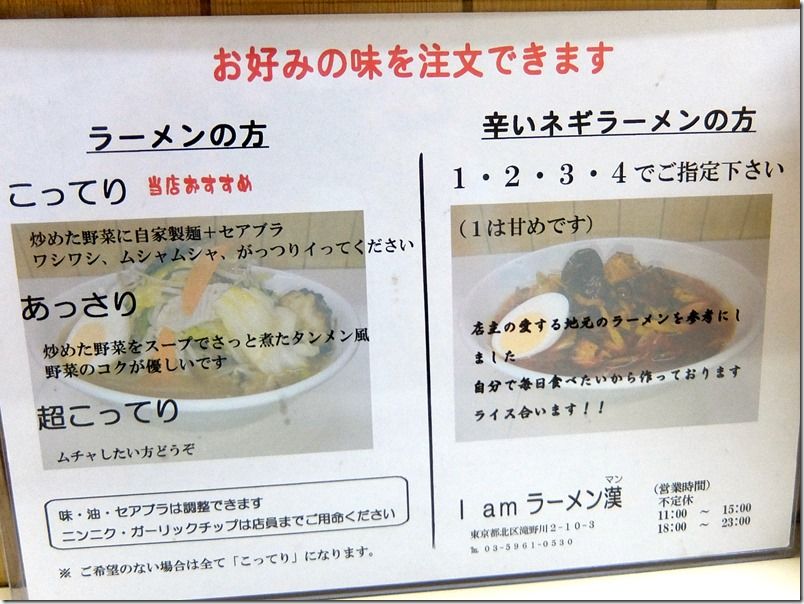 お好みの味を注文できます
ラーメンの方
こってり 当店おすすめ
炒めた野菜に自家製麺＋セアブラ
ワシワシ、ムシャムシャ、がっつりイってください
あっさり
炒めた野菜をスープでさっと煮たタンメン風
野菜のコクが優しいです
超こってり
ムチャしたい方どうぞ
味・油・セアブラは調整できます
ニンニク・ガーリックチップは店員までご用命ください
※ ご希望のない場合は全て「こってり」になります。
辛いネギラーメンの方
１・２・３・４でご指定下さい
（１は甘めです）
店主の愛する地元のラーメンを参考にし
ました
自分で毎日食べたいから作っております
ライス合います！！
マン
Ｉ am ラーメン漢
東京都北区滝野川２－１０－３
℡ ０３－５９６１－０５３０
（営業時間）
不定休
11:00 ～ 15:00
18:00 ～ 23:00